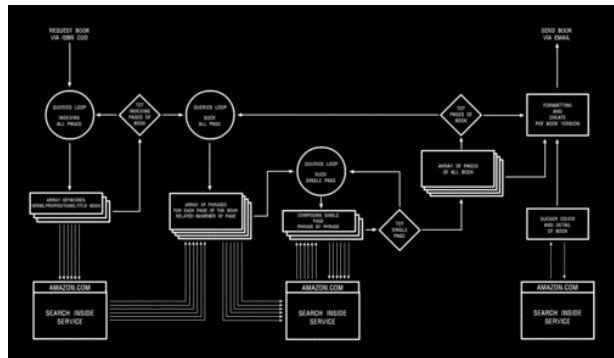 REQUEST BOOK
VIA ISBN COD
SEND BOOK
VIA EMAIL
QUERIES LOOP
INDEXING
ALL PAGES
TOT
INDEXING
PAGES OF
BOOK
QUERIES LOOP
SUCK
ALL PAGE
TOT
PAGES OF
BOOK
FORMATTING
AND
CREATE
PDF BOOK VERSION
QUERIES LOOP
SUCK
SINGLE PAGE
ARRAY OF PAGES
OF ALL BOOK
ARRAY KEYWORDS
TITLE BOOK
ARRAY OF PHRASES
FOR EACH PAGE OF THE BOOK
RELATED NUMEBER OF PAGE
COMPOSING SINGLE
PAGE
PHRASE BY PHRASE
TOT
SINGLE
PAGE
SUCKER COVER
AND DETAIL
OF BOOK
AMAZON.COM
SEARCH INSIDE
SERVICE
AMAZON.COM
SEARCH INSIDE
SERVICE
AMAZON.COM
SEARCH INSIDE
SERVICE